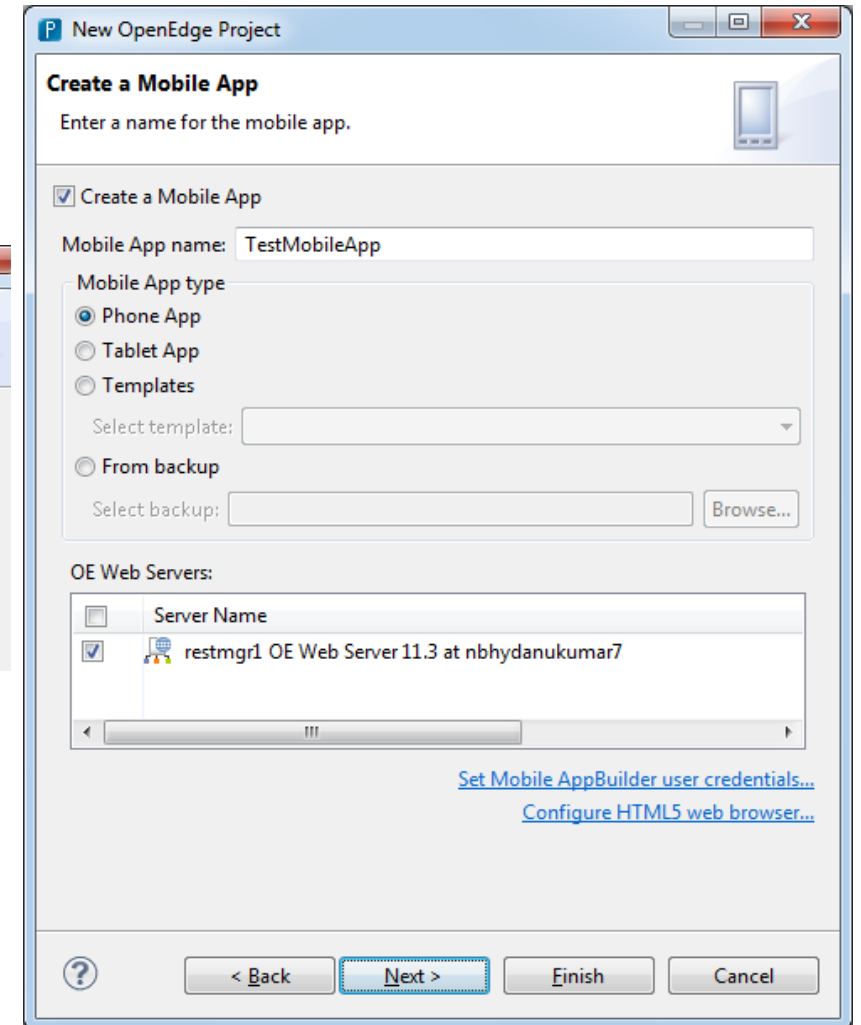 P New OpenEdge Project
Create a Mobile App
Enter a name for the mobile app.
Create a Mobile App
Mobile App name: TestMobileApp
Mobile App type
Phone App
Tablet App
Templates
Select template:
From backup
Select backup: Browse...
OE Web Servers:
Server Name
restmgr1 OE Web Server 11.3 at nbhydanukumar7
Set Mobile AppBuilder user credentials...
Configure HTML5 web browser...
? < Back Next > Finish Cancel